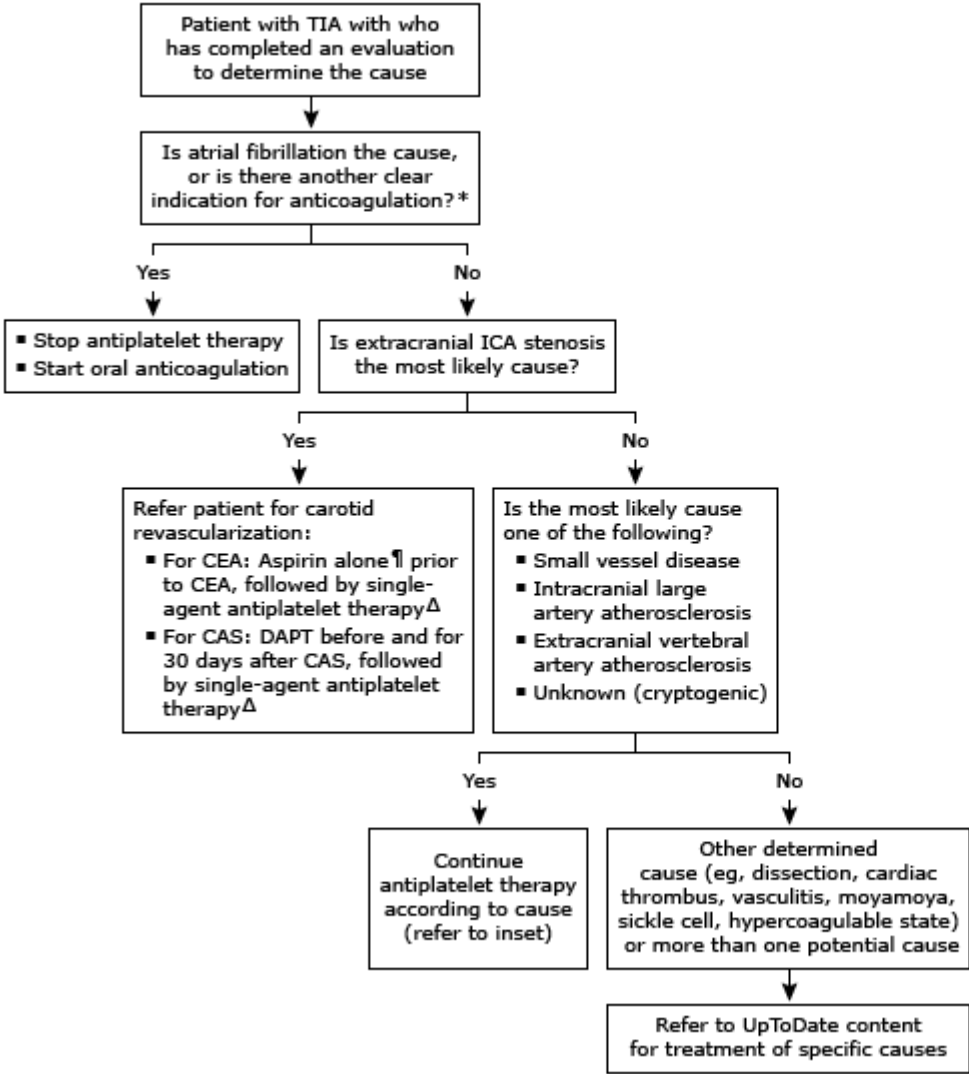 Patient with TIA with who
has completed an evaluation
to determine the cause
Is atrial fibrillation the cause,
or is there another clear
indication for anticoagulation?*
Yes
No
▪ Stop antiplatelet therapy
▪ Start oral anticoagulation
Is extracranial ICA stenosis
the most likely cause?
Yes
No
Refer patient for carotid
revascularization:
▪ For CEA: Aspirin alone¶ prior
to CEA, followed by single-
agent antiplatelet therapyΔ
▪ For CAS: DAPT before and for
30 days after CAS, followed
by single-agent antiplatelet
therapyΔ
Is the most likely cause
one of the following?
▪ Small vessel disease
▪ Intracranial large
artery atherosclerosis
▪ Extracranial vertebral
artery atherosclerosis
▪ Unknown (cryptogenic)
Yes
No
Continue
antiplatelet therapy
according to cause
(refer to inset)
Other determined
cause (eg, dissection, cardiac
thrombus, vasculitis, moyamoya,
sickle cell, hypercoagulable state)
or more than one potential cause
Refer to UpToDate content
for treatment of specific causes